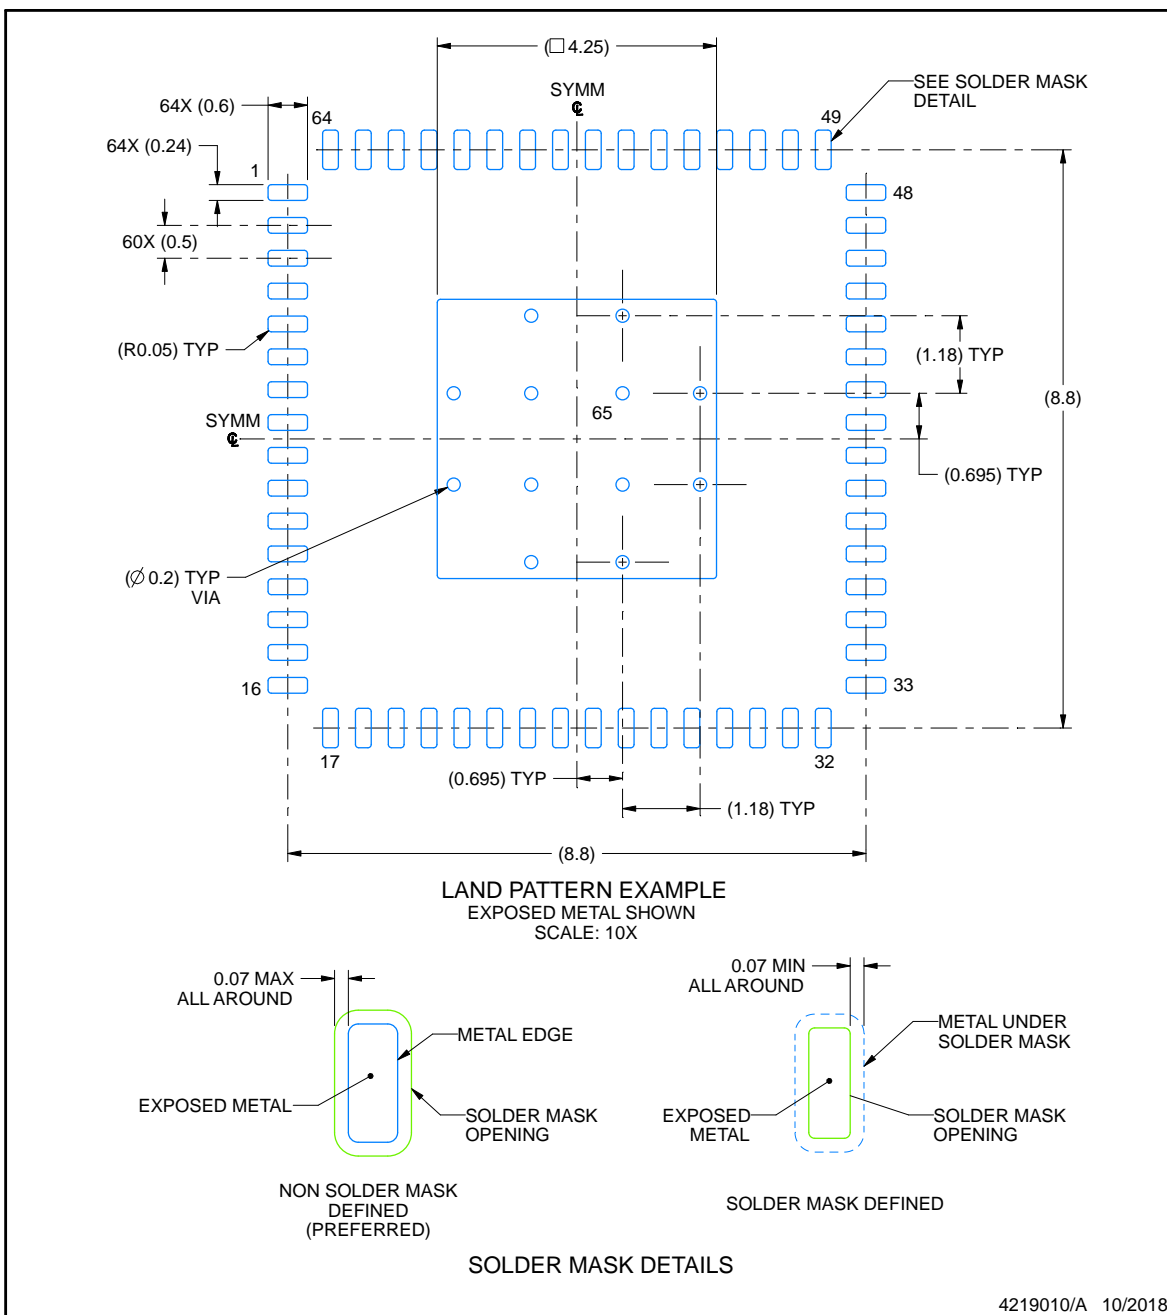 (□ 4.25)
SYMM
℄
SEE SOLDER MASK
DETAIL
64X (0.6)
64
49
64X (0.24)
1
48
60X (0.5)
(R0.05) TYP
(1.18) TYP
(8.8)
65
SYMM
℄
(0.695) TYP
(∅ 0.2) TYP
VIA
16
33
17
32
(0.695) TYP
(1.18) TYP
(8.8)
LAND PATTERN EXAMPLE
EXPOSED METAL SHOWN
SCALE: 10X
0.07 MAX
ALL AROUND
METAL EDGE
EXPOSED METAL
SOLDER MASK
OPENING
NON SOLDER MASK
DEFINED
(PREFERRED)
0.07 MIN
ALL AROUND
METAL UNDER
SOLDER MASK
EXPOSED
METAL
SOLDER MASK
OPENING
SOLDER MASK DEFINED
SOLDER MASK DETAILS
4219010/A 10/2018